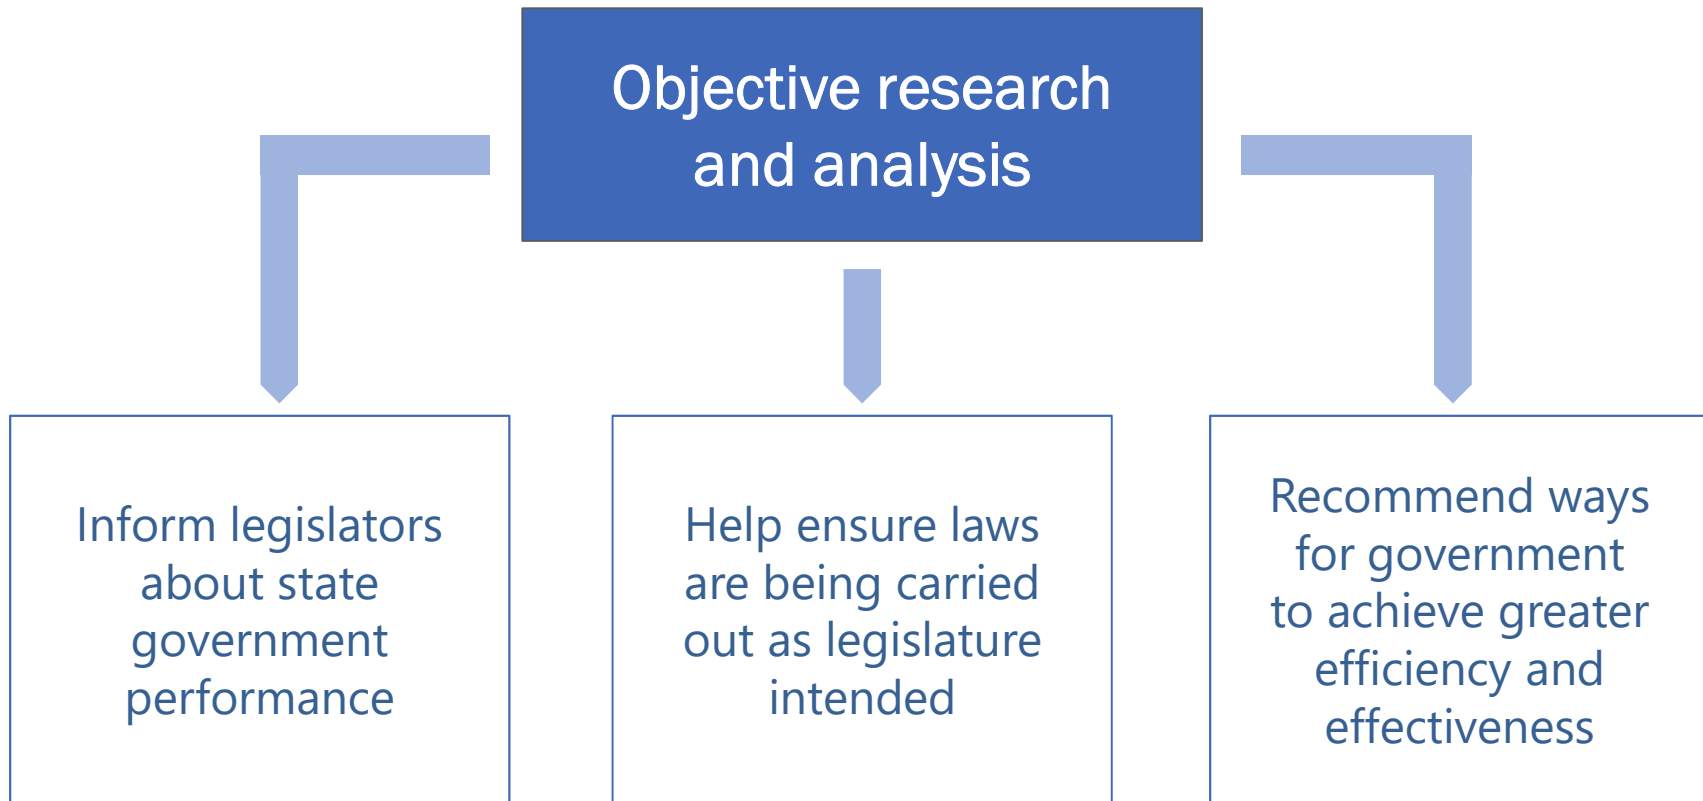 Objective research
and analysis
Inform legislators
about state
government
performance
Help ensure laws
are being carried
out as legislature
intended
Recommend ways
for government
to achieve greater
efficiency and
effectiveness